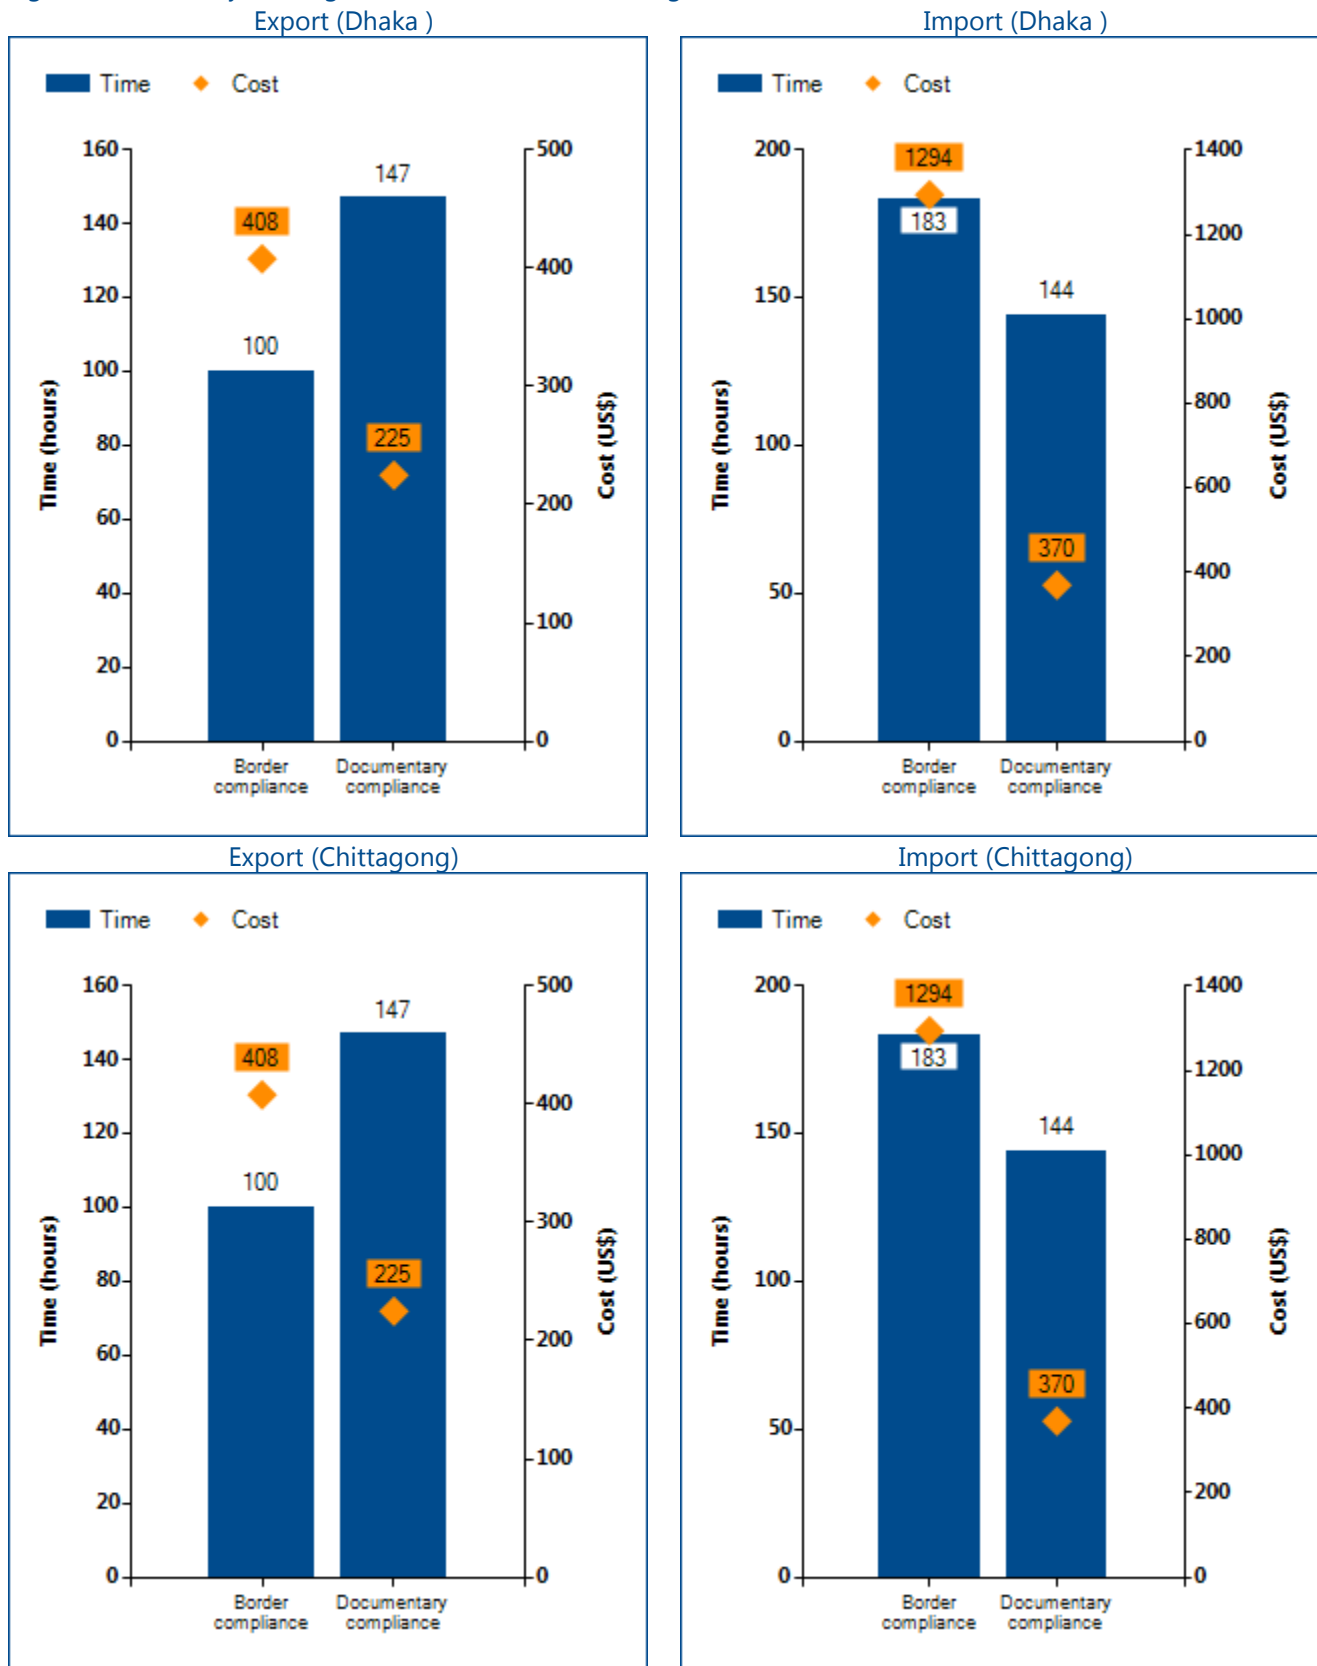 Export (Dhaka )
Time Cost
160
140
120
100
80
60
40
20
0
Time (hours)
408
100
147
225
500
400
300
200
100
0
Cost (US$)
Border
compliance
Documentary
compliance
Import (Dhaka )
Time Cost
200
150
100
50
0
Time (hours)
1294
183
144
370
1400
1200
1000
800
600
400
200
0
Cost (US$)
Border
compliance
Documentary
compliance
Export (Chittagong)
Time Cost
160
140
120
100
80
60
40
20
0
Time (hours)
408
100
147
225
500
400
300
200
100
0
Cost (US$)
Border
compliance
Documentary
compliance
Import (Chittagong)
Time Cost
200
150
100
50
0
Time (hours)
1294
183
144
370
1400
1200
1000
800
600
400
200
0
Cost (US$)
Border
compliance
Documentary
compliance